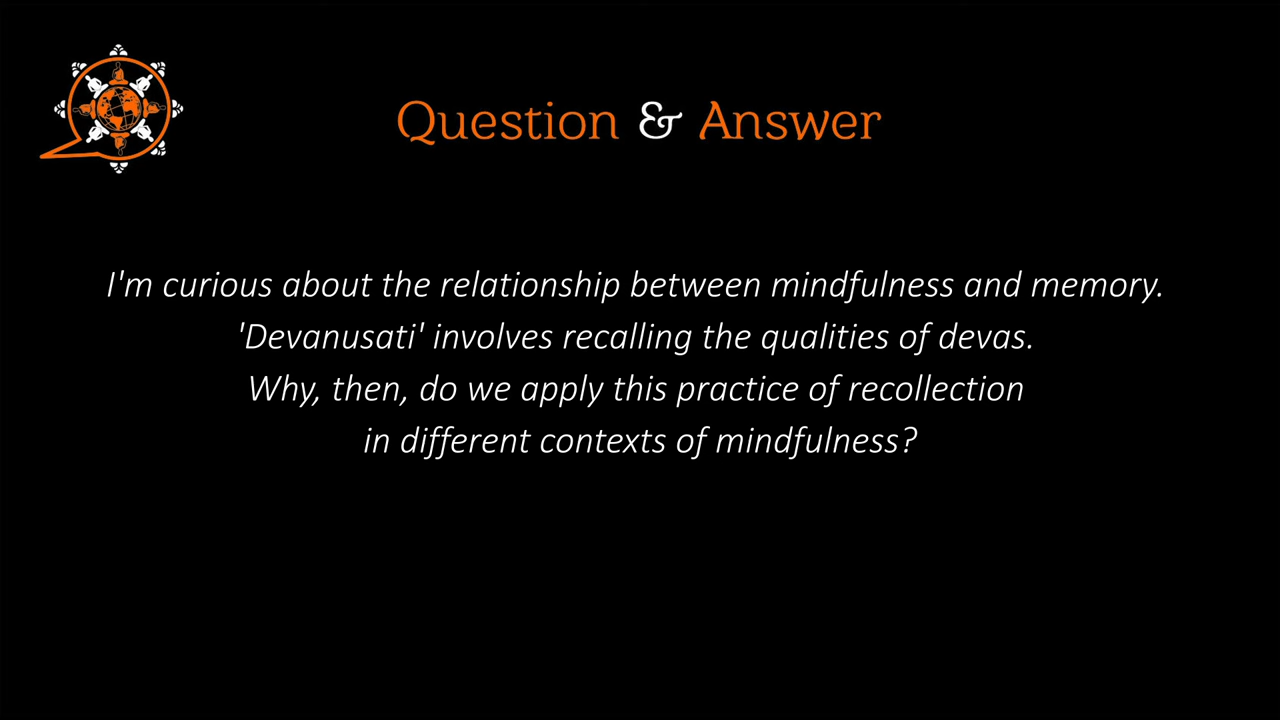 Question & Answer
I'm curious about the relationship between mindfulness and memory.
'Devanusati' involves recalling the qualities of devas.
Why, then, do we apply this practice of recollection
in different contexts of mindfulness?